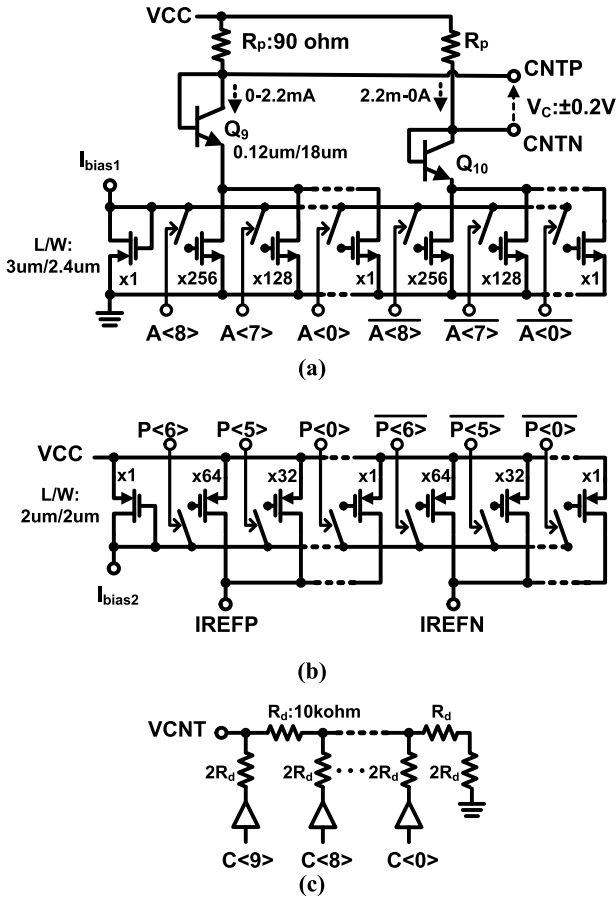 VCC
Rp:90 ohm Rp
CNTP
0-2.2mA 2.2m-0A VC:±0.2V
Q9 CNTN
0.12um/18um Q10
Ibias1
L/W:
3um/2.4um
x1 x256 x128 x1 x256 x128 x1
A<8> A<7> A<0> A<8> A<7> A<0>
(a)
P<6> P<5> P<0> P<6> P<5> P<0>
VCC
x1 x64 x32 x1 x64 x32 x1
L/W:
2um/2um
Ibias2
IREFP IREFN
(b)
Rd:10kohm Rd
VCNT
2Rd 2Rd 2Rd 2Rd
C<9> C<8> C<0>
(c)